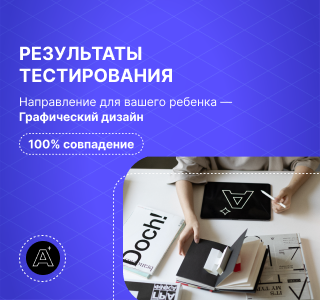 РЕЗУЛЬТАТЫ
ТЕСТИРОВАНИЯ
Направление для вашего ребенка —
Графический дизайн
100% совпадение
A
A
Doch!